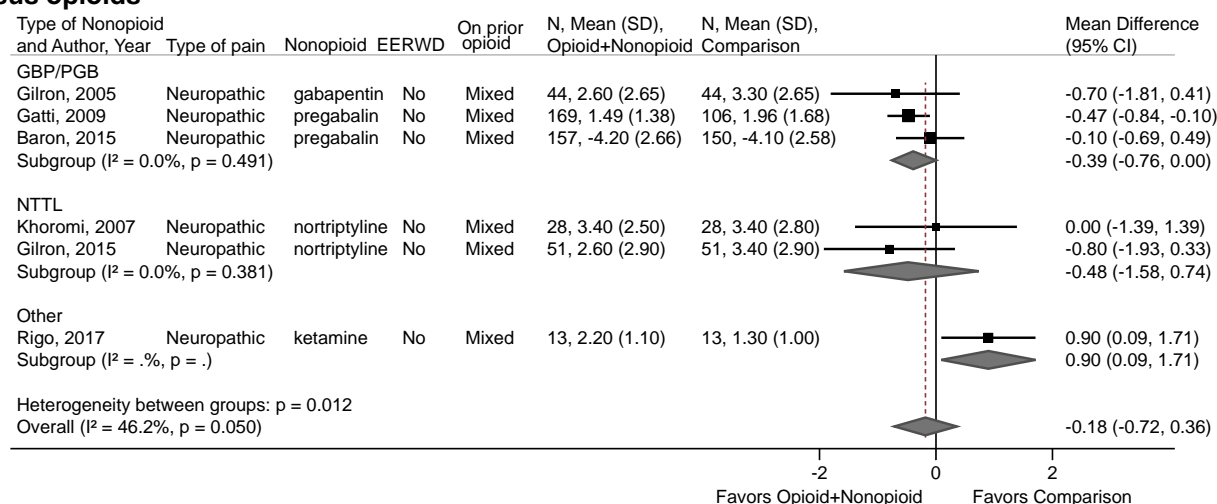 sus opioids
Type of Nonopioid and Author, Year Type of pain Nonopioid EERWD On prior opioid N, Mean (SD), Opioid+Nonopioid N, Mean (SD), Comparison Mean Difference (95% CI)
GBP/PGB
Gilron, 2005 Neuropathic gabapentin No Mixed 44, 2.60 (2.65) 44, 3.30 (2.65) -0.70 (-1.81, 0.41)
Gatti, 2009 Neuropathic pregabalin No Mixed 169, 1.49 (1.38) 106, 1.96 (1.68) -0.47 (-0.84, -0.10)
Baron, 2015 Neuropathic pregabalin No Mixed 157, -4.20 (2.66) 150, -4.10 (2.58) -0.10 (-0.69, 0.49)
Subgroup (I² = 0.0%, p = 0.491) -0.39 (-0.76, 0.00)
NTTL
Khoromi, 2007 Neuropathic nortriptyline No Mixed 28, 3.40 (2.50) 28, 3.40 (2.80) 0.00 (-1.39, 1.39)
Gilron, 2015 Neuropathic nortriptyline No Mixed 51, 2.60 (2.90) 51, 3.40 (2.90) -0.80 (-1.93, 0.33)
Subgroup (I² = 0.0%, p = 0.381) -0.48 (-1.58, 0.74)
Other
Rigo, 2017 Neuropathic ketamine No Mixed 13, 2.20 (1.10) 13, 1.30 (1.00) 0.90 (0.09, 1.71)
Subgroup (I² = .%, p = .) 0.90 (0.09, 1.71)
Heterogeneity between groups: p = 0.012
Overall (I² = 46.2%, p = 0.050) -0.18 (-0.72, 0.36)
-2 0 2
Favors Opioid+Nonopioid Favors Comparison